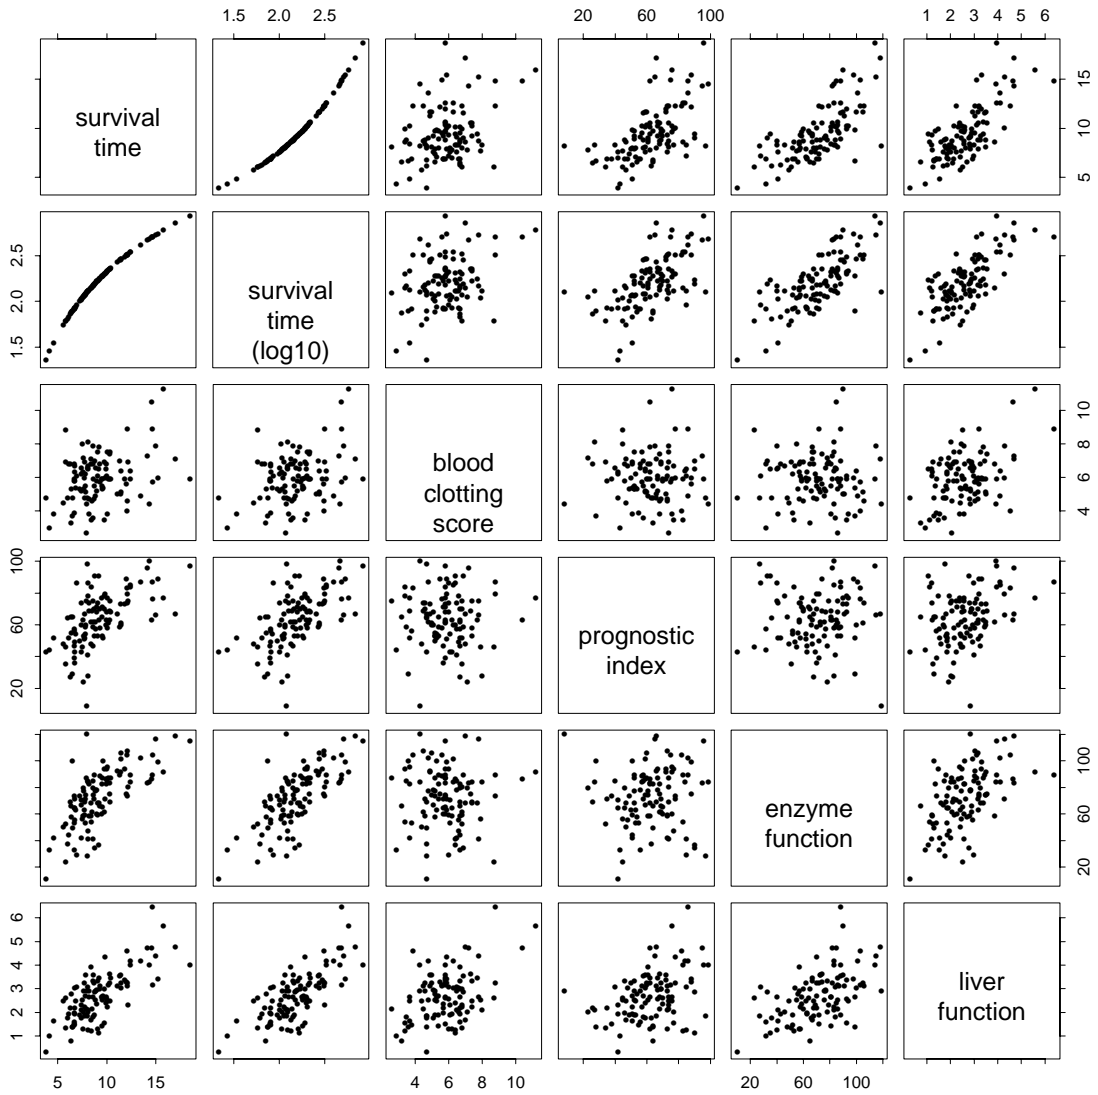 1.5 2.0 2.5
20 60 100
1 2 3 4 5 6
survival
time
5 10 15
survival
time
(log10)
1.5 2.0 2.5
blood
clotting
score
4 6 8 10
prognostic
index
20 60 100
enzyme
function
20 60 100
liver
function
1 2 3 4 5 6
5 10 15
4 6 8 10
20 60 100